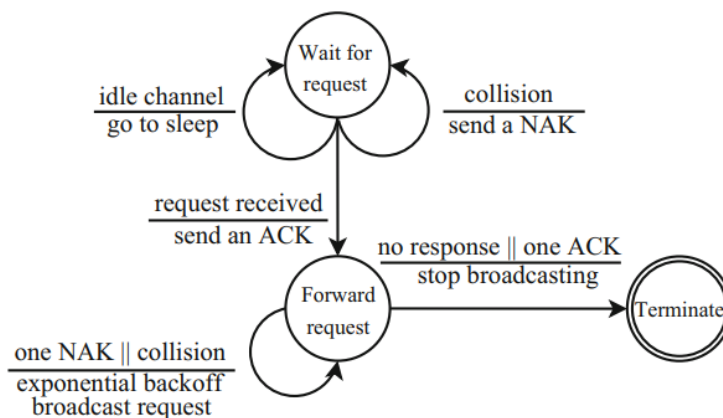 Wait for
request
idle channel
go to sleep
collision
send a NAK
request received
send an ACK
no response || one ACK
stop broadcasting
Forward
request
Terminate
one NAK || collision
exponential backoff
broadcast request